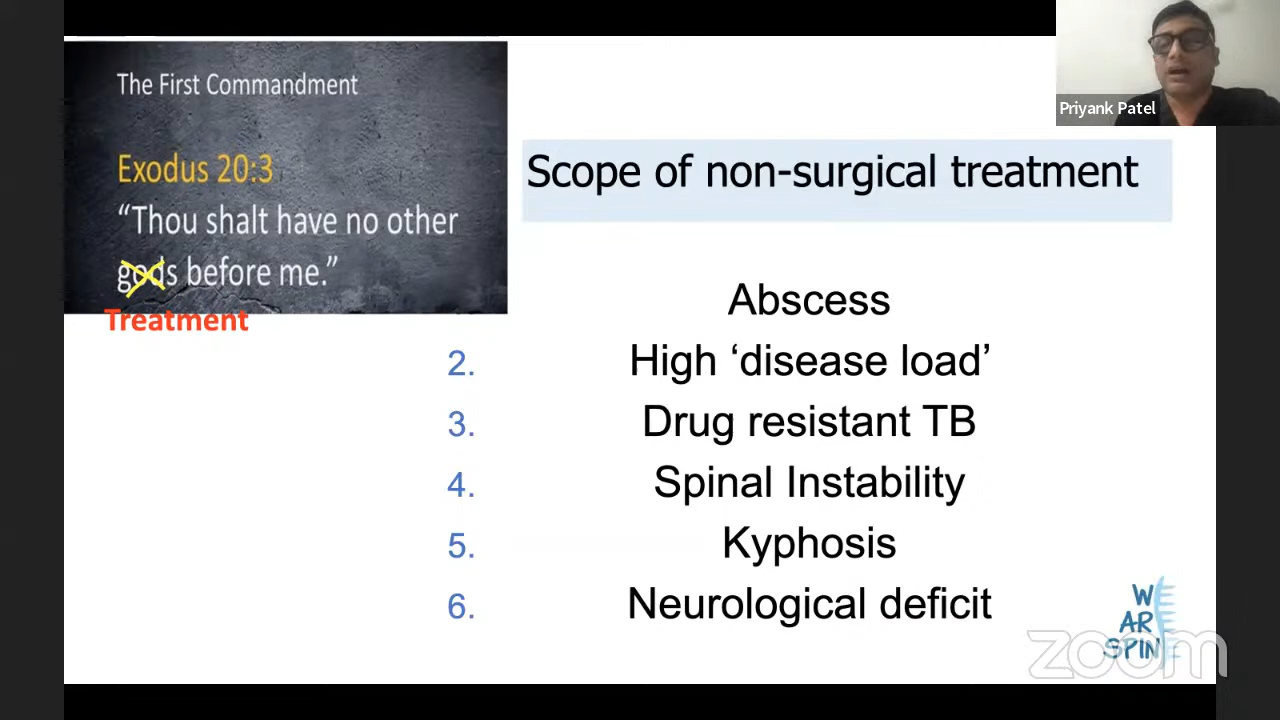 The First Commandment
Exodus 20:3
“Thou shalt have no other
gods before me.”
Treatment
Scope of non-surgical treatment
Abscess
2. High ‘disease load’
3. Drug resistant TB
4. Spinal Instability
5. Kyphosis
6. Neurological deficit
Priyank Patel
W
AR
SPIN
zoom